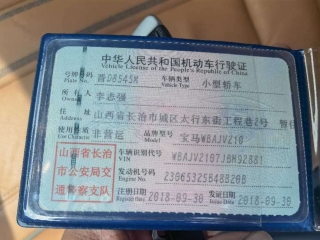 中华人民共和国机动车行驶证
Vehicle License of the People's Republic of China
号牌号码 Plate No. 晋DB545K 车辆类型 Vehicle Type 小型轿车
所有人 Owner 李志强
住址 Address 山西省长治市城区太行东街工程巷2号
使用性质 Use Character 非营运 品牌型号 Model 宝马WBAJVZ10
山西省长治市公安局交通警察支队
车辆识别代号 VIN WBAJVZ107JBH92881
发动机号码 Engine No. 2306532584882OB
注册日期 Register Date 2018-09-30 发证日期 Issue Date 2018-09-30